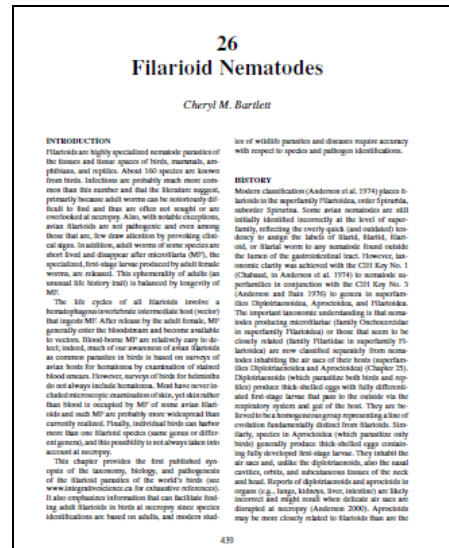 26
Filarioid Nematodes
Cheryl M. Bartlett
INTRODUCTION
Filarioids are highly specialized nematode parasites of
the tissues and tissue spaces of birds, mammals, am-
phibians, and reptiles. About 160 species are known
from birds. Infections are probably much more com-
mon than this number and that the literature suggest,
primarily because adult worms can be notoriously dif-
ficult to find and thus are often not sought or are
overlooked at necropsy. Also, with notable exceptions,
avian filarioids are not pathogenic and even among
those that are, few draw attention by provoking clini-
cal signs. In addition, adult worms of some species are
short lived and disappear after microfilariae (MF), the
specialized, first-stage larvae produced by adult female
worms, are released. This ephemerality of adults (an
unusual life history trait) is balanced by longevity of
MF.
The life cycles of all filarioids involve a
hematophagous invertebrate intermediate host (vector)
that ingests MF. After release by the adult female, MF
generally enter the bloodstream and become available
to vectors. Blood-borne MF are relatively easy to de-
tect; indeed, much of our awareness of avian filarioids
as common parasites in birds is based on surveys of
avian hosts for hematozoa by examination of stained
blood smears. However, surveys of birds for helminths
do not always include hematozoa. Most have never in-
cluded microscopic examination of skin, yet skin rather
than blood is occupied by MF of some avian filari-
oids and such MF are probably more widespread than
currently realized. Finally, individual birds can harbor
more than one filarioid species (same genus or differ-
ent genera), and this possibility is not always taken into
account at necropsy.
This chapter provides the first published syn-
opsis of the taxonomy, biology, and pathogenesis
of the filarioid parasites of the world's birds (see
www.integrativescience.ca for exhaustive references).
It also emphasizes information that can facilitate find-
ing adult filarioids in birds at necropsy since species
identifications are based on adults, and modern stud-
ies of wildlife parasites and diseases require accuracy
with respect to species and pathogen identifications.
HISTORY
Modern classification (Anderson et al. 1974) places fi-
larioids in the superfamily Filarioidea, order Spirurida,
suborder Spirurina. Some avian nematodes are still
initially identified incorrectly at the level of super-
family, reflecting the overly quick (and outdated) ten-
dency to assign the labels of filarid, filariid, filari-
oid, or filarial worm to any nematode found outside
the lumen of the gastrointestinal tract. However, tax-
onomic clarity was achieved with the CIH Key No. 1
(Chabaud, in Anderson et al. 1974) to nematode su-
perfamilies in conjunction with the CIH Key No. 3
(Anderson and Bain 1976) to genera in superfam-
ilies Diplotriaenoidea, Aproctoidea, and Filarioidea.
The important taxonomic understanding is that nema-
todes producing microfilariae (family Onchocercidae
in superfamily Filarioidea) or those that seem to be
closely related (family Filariidae in superfamily Fi-
larioidea) are now classified separately from nema-
todes inhabiting the air sacs of their hosts (superfam-
ilies Diplotriaenoidea and Aproctoidea) (Chapter 25).
Diplotriaenoids (which parasitize both birds and rep-
tiles) produce thick-shelled eggs with fully differenti-
ated first-stage larvae that pass to the outside via the
respiratory system and gut of the host. They are be-
lieved to be a homogeneous group representing a line of
evolution fundamentally distinct from filarioids. Sim-
ilarly, species in Aproctoidea (which parasitize only
birds) generally produce thick-shelled eggs contain-
ing fully developed first-stage larvae. They inhabit the
air sacs and, unlike the diplotriaenoids, also the nasal
cavities, orbits, and subcutaneous tissues of the neck
and head. Reports of diplotriaenoids and aproctoids in
organs (e.g., lungs, kidneys, liver, intestine) are likely
incorrect and might result when delicate air sacs are
disrupted at necropsy (Anderson 2000). Aproctoids
may be more closely related to filarioids than are the
439